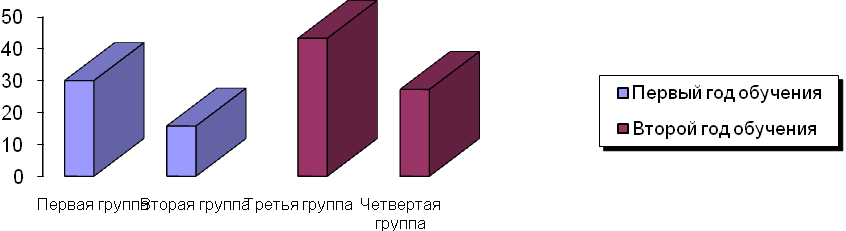 50
40
30
20
10
0
Первая группа
Вторая группа
Третья группа
Четвертая
группа
Первый год обучения
Второй год обучения